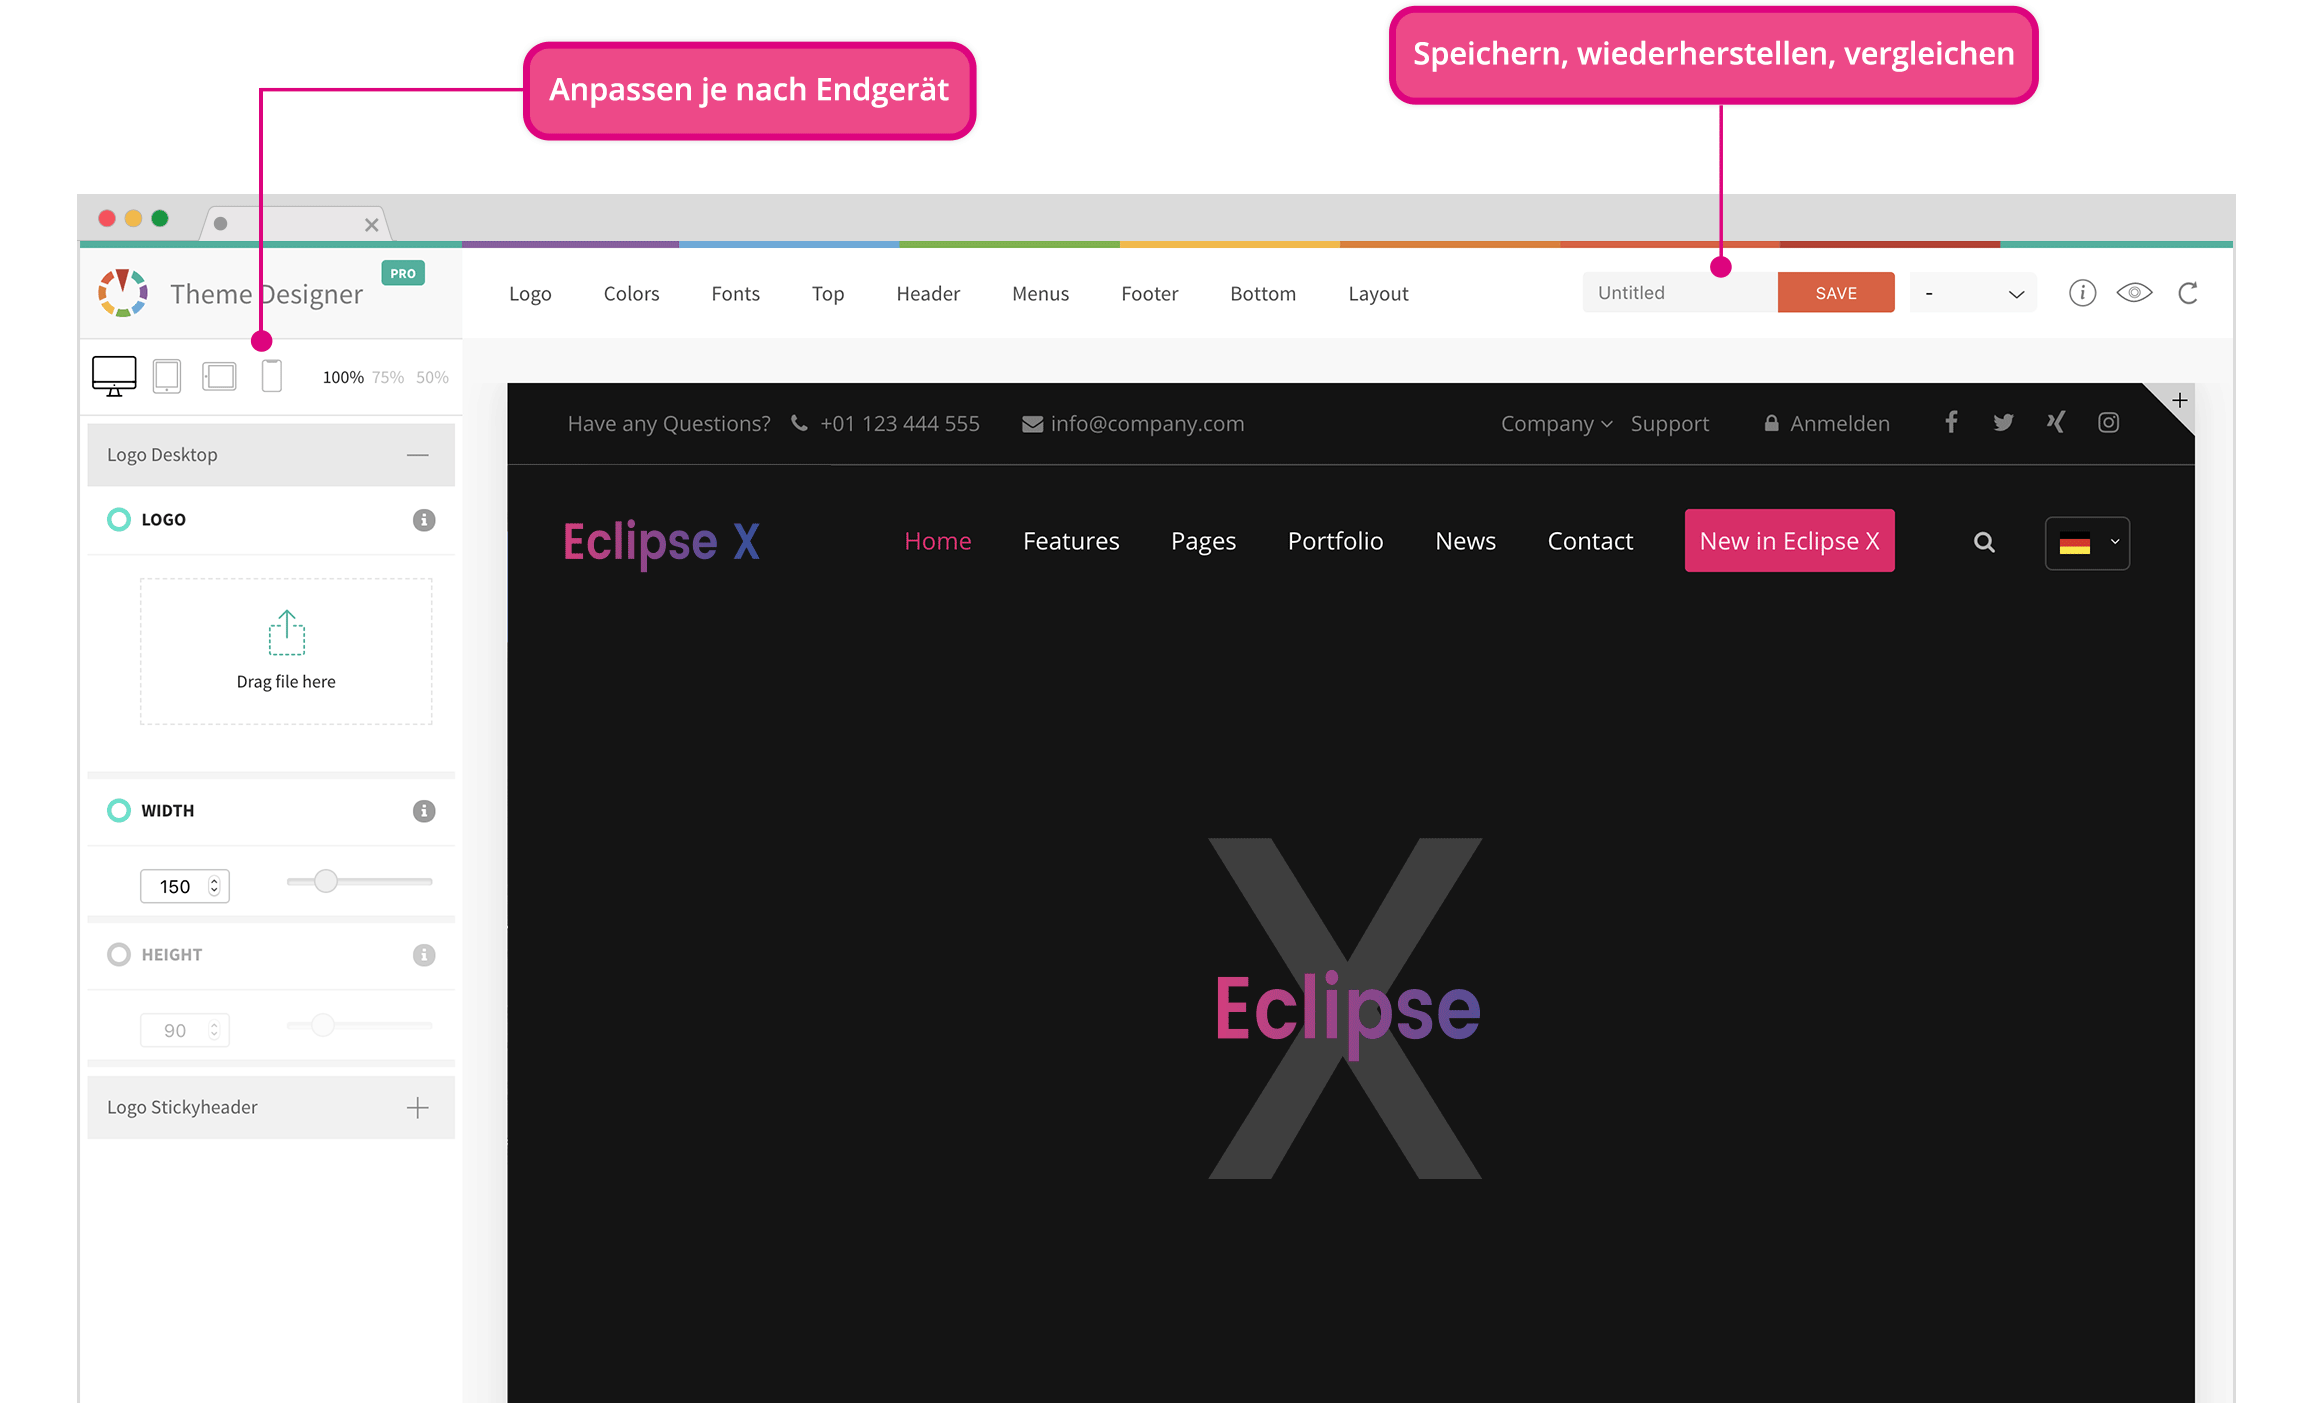 Anpassen je nach Endgerät
Speichern, wiederherstellen, vergleichen
Theme Designer PRO
Logo Colors Fonts Top Header Menus Footer Bottom Layout
Untitled SAVE -
100% 75% 50%
Logo Desktop
LOGO
Drag file here
WIDTH
150
HEIGHT
90
Logo Stickyheader
Have any Questions? +01 123 444 555 info@company.com Company Support Anmelden
Eclipse X Home Features Pages Portfolio News Contact New in Eclipse X
X
Eclipse